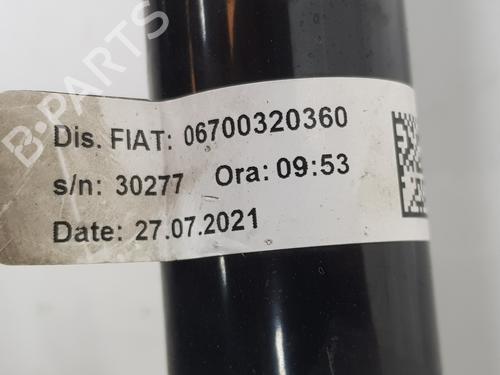 Dis. FIAT: 06700320360
s/n: 30277 Ora: 09:53
Date: 27.07.2021
B-PARTS